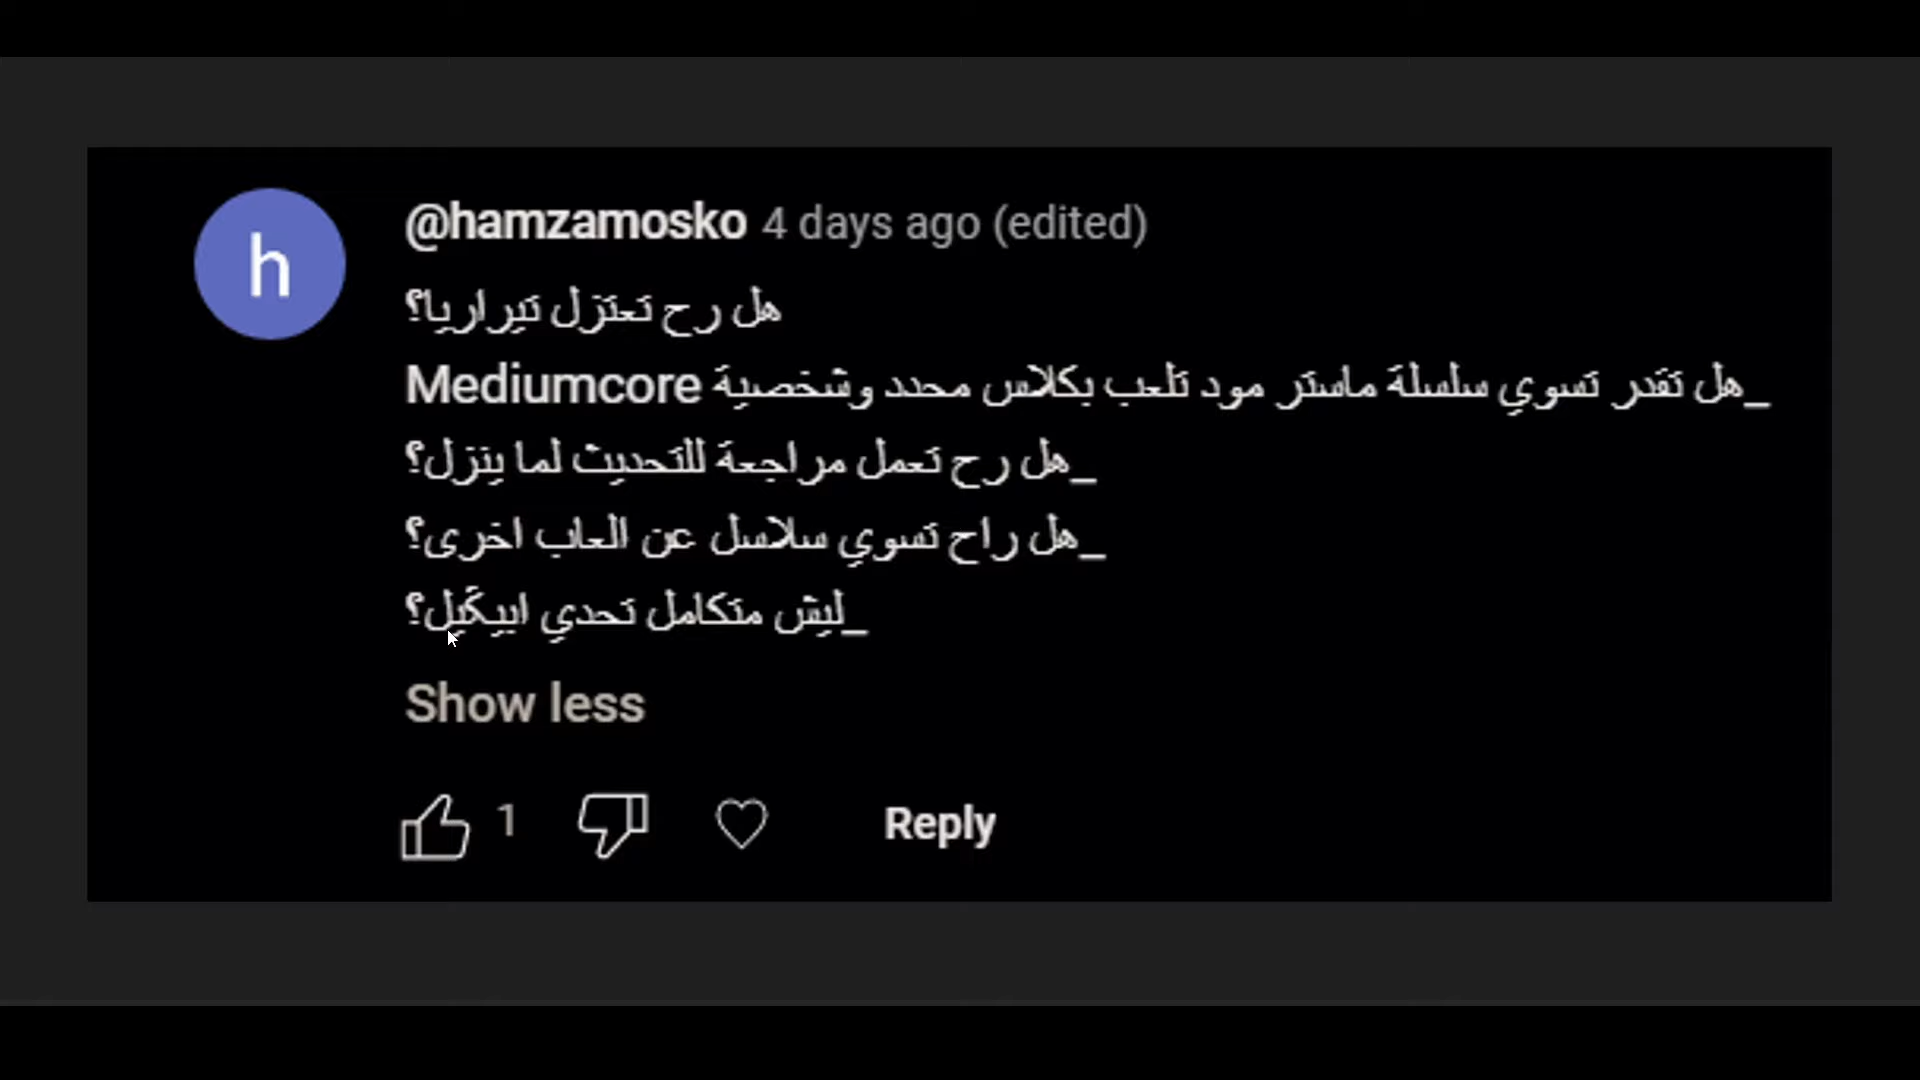 h
@hamzamosko 4 days ago (edited)
هل رح تعتزل تيراريا؟
_هل تقدر تسوي سلسلة ماستر مود تلعب بكلاس محدد وشخصية Mediumcore
_هل رح تعمل مراجعة للتحديث لما ينزل؟
_هل راح تسوي سلاسل عن العاب اخرى؟
_ليش متكامل تحدي ابيكَيل؟
Show less
1 Reply